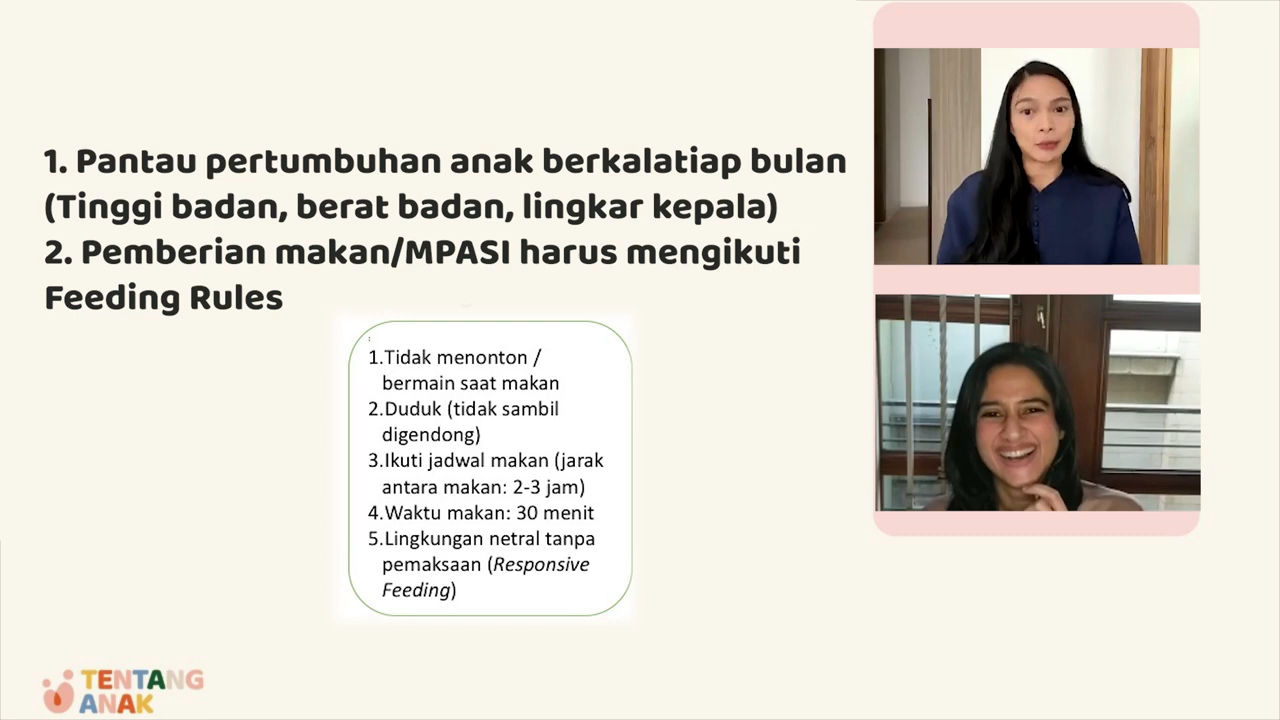 1. Pantau pertumbuhan anak berkalatiap bulan
(Tinggi badan, berat badan, lingkar kepala)
2. Pemberian makan/MPASI harus mengikuti
Feeding Rules
:
1.Tidak menonton /
bermain saat makan
2.Duduk (tidak sambil
digendong)
3.Ikuti jadwal makan (jarak
antara makan: 2-3 jam)
4.Waktu makan: 30 menit
5.Lingkungan netral tanpa
pemaksaan (Responsive
Feeding)
TENTANG
ANAK